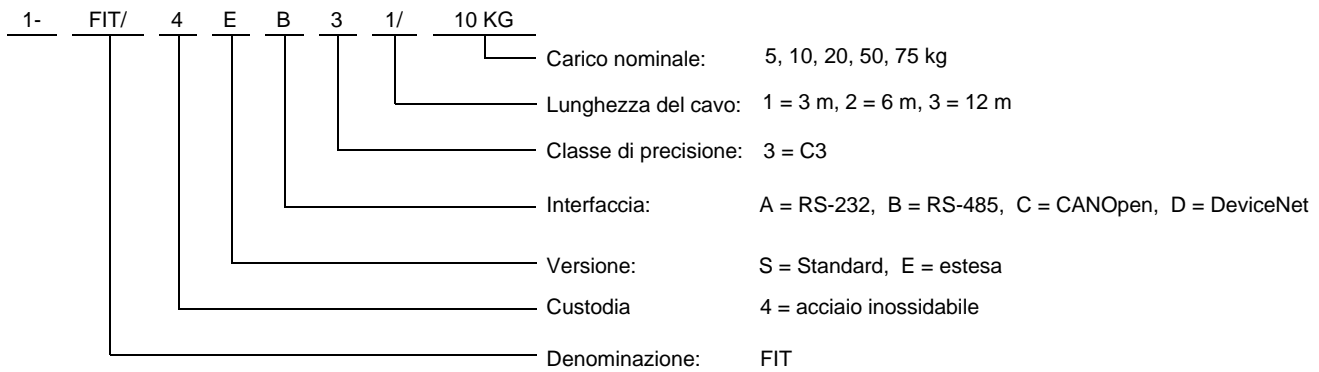 1- FIT/ 4 E B 3 1/ 10 KG
Carico nominale: 5, 10, 20, 50, 75 kg
Lunghezza del cavo: 1 = 3 m, 2 = 6 m, 3 = 12 m
Classe di precisione: 3 = C3
Interfaccia: A = RS-232, B = RS-485, C = CANOpen, D = DeviceNet
Versione: S = Standard, E = estesa
Custodia 4 = acciaio inossidabile
Denominazione: FIT